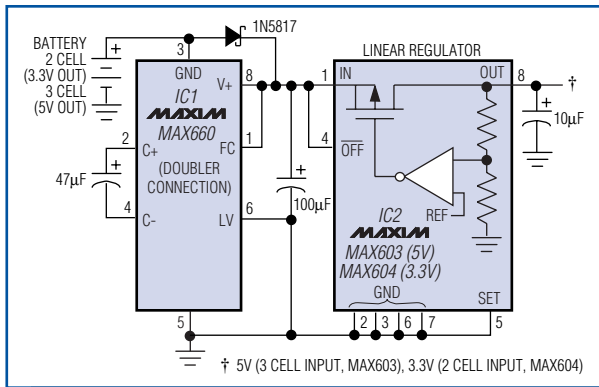 1N5817
BATTERY
2 CELL
(3.3V OUT)
3 CELL
(5V OUT)
+
3
GND
V+
8
IC1
MAXIM
MAX660
(DOUBLER
CONNECTION)
FC
1
2
C+
+
47µF
4
C-
LV
6
5
+
100µF
LINEAR REGULATOR
1
IN
OUT
8
†
+
10µF
4
OFF
REF
IC2
MAXIM
MAX603 (5V)
MAX604 (3.3V)
GND
2 3 6 7
SET
5
† 5V (3 CELL INPUT, MAX603), 3.3V (2 CELL INPUT, MAX604)